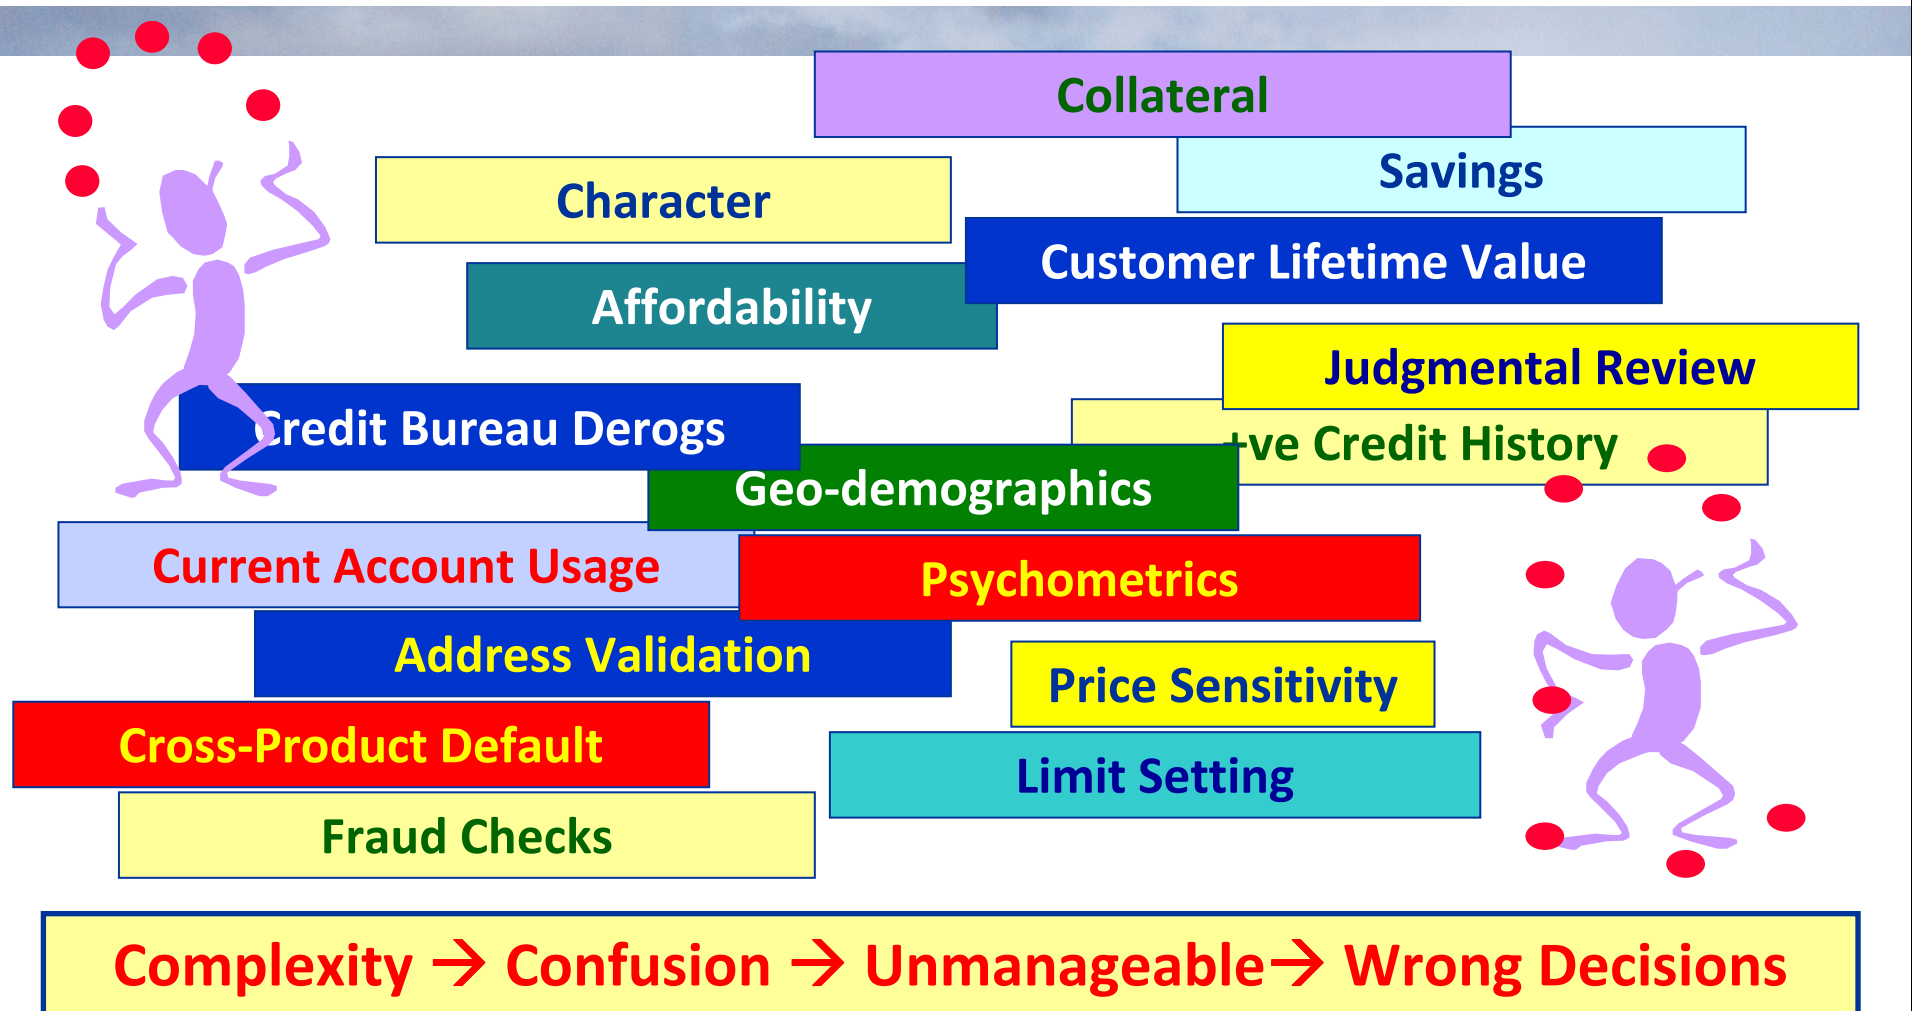 Collateral
Savings
Character
Customer Lifetime Value
Affordability
Judgmental Review
Credit Bureau Derogs
+ve Credit History
Geo-demographics
Current Account Usage
Psychometrics
Address Validation
Price Sensitivity
Cross-Product Default
Limit Setting
Fraud Checks
Complexity → Confusion → Unmanageable→ Wrong Decisions